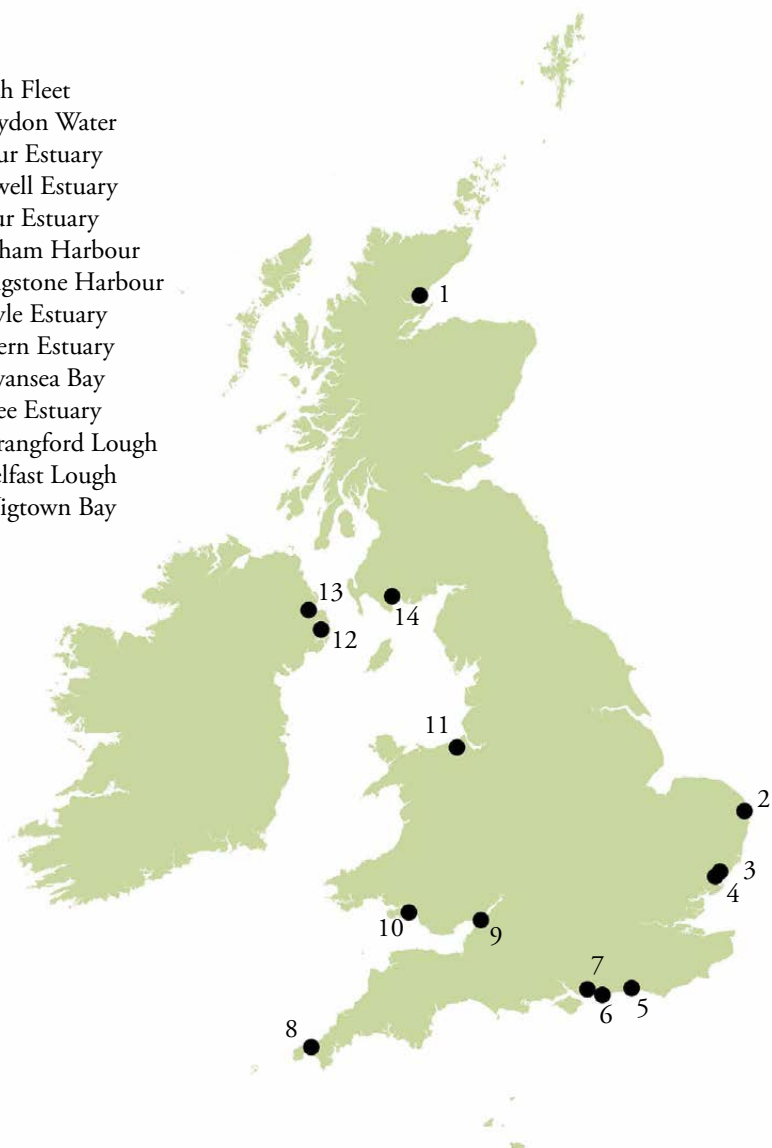 h Fleet
ydon Water
ur Estuary
well Estuary
ur Estuary
ham Harbour
gstone Harbour
yle Estuary
ern Estuary
vansea Bay
ee Estuary
rangford Lough
elfast Lough
igtown Bay
1
13
14
12
11
2
3
4
10
9
7
6
5
8